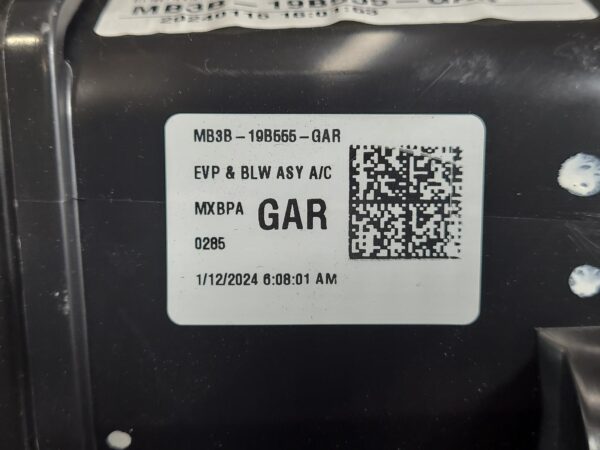 MB3B-19B555-GAR
EVP & BLW ASY A/C
MXBPA GAR
0285
1/12/2024 6:08:01 AM